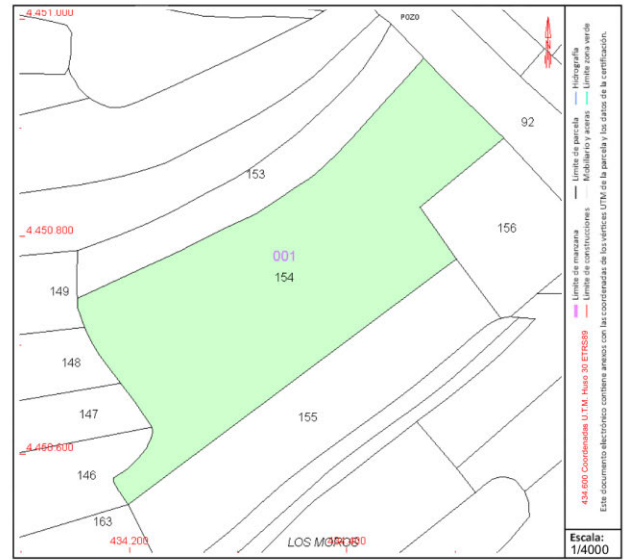 4.451.000
POZO
92
153
4.450.800
156
001
154
149
148
155
147
4.450.600
146
163
434.200
LOS MOROS
Hidrografía
Límite zona verde
Límite de parcela
Mobiliario y aceras
Límite de manzana
Límite de construcciones
434.600 Coordenadas U.T.M. Huso 30 ETRS89
Este documento electrónico contiene anexos con las coordenadas de los vértices UTM de la parcela y los datos de la certificación.
Escala:
1/4000